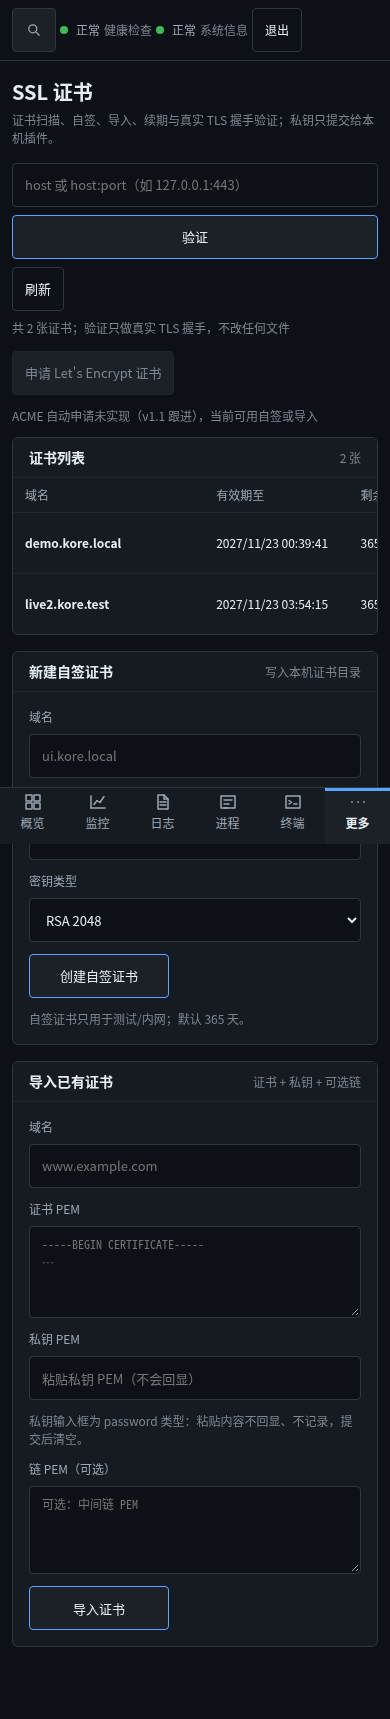 正常 健康检查 正常 系统信息 退出
SSL 证书
证书扫描、自签、导入、续期与真实 TLS 握手验证；私钥只提交给本
机插件。
host 或 host:port（如 127.0.0.1:443）
验证
刷新
共 2 张证书；验证只做真实 TLS 握手，不改任何文件
申请 Let's Encrypt 证书
ACME 自动申请未实现（v1.1 跟进），当前可用自签或导入
证书列表 2 张
域名 有效期至
demo.kore.local 2027/11/23 00:39:41 365
live2.kore.test 2027/11/23 03:54:15 365
新建自签证书 写入本机证书目录
域名
ui.kore.local
概览 监控 日志 进程 终端 更多
密钥类型
RSA 2048
创建自签证书
自签证书只用于测试/内网；默认 365 天。
导入已有证书 证书 + 私钥 + 可选链
域名
www.example.com
证书 PEM
-----BEGIN CERTIFICATE-----
...
私钥 PEM
粘贴私钥 PEM（不会回显）
私钥输入框为 password 类型：粘贴内容不回显、不记录，提
交后清空。
链 PEM（可选）
可选：中间链 PEM
导入证书